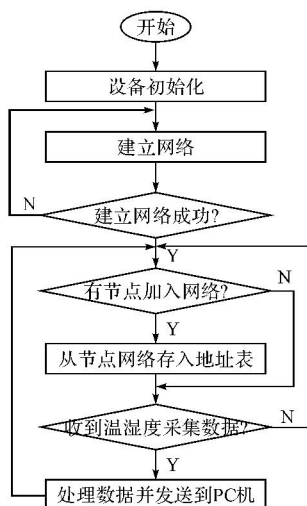 开始
设备初始化
建立网络
N
建立网络成功?
Y
有节点加入网络?
N
Y
从节点网络存入地址表
收到温湿度采集数据?
N
Y
处理数据并发送到PC机